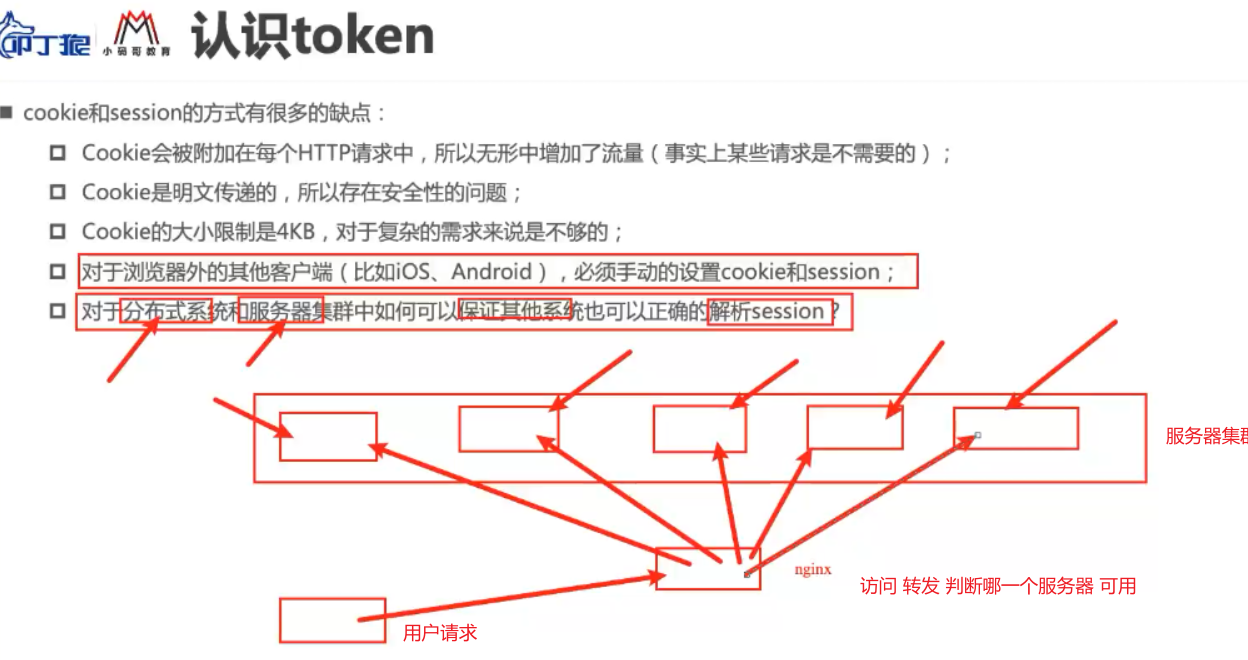 小码哥教育
认识token
cookie和session的方式有很多的缺点：
Cookie会被附加在每个HTTP请求中，所以无形中增加了流量（事实上某些请求是不需要的）；
Cookie是明文传递的，所以存在安全性的问题；
Cookie的大小限制是4KB，对于复杂的需求来说是不够的；
对于浏览器外的其他客户端（比如iOS、Android），必须手动的设置cookie和session；
对于分布式系统和服务器集群中如何可以保证其他系统也可以正确的解析session？
服务器集
nginx
访问 转发 判断哪一个服务器 可用
用户请求